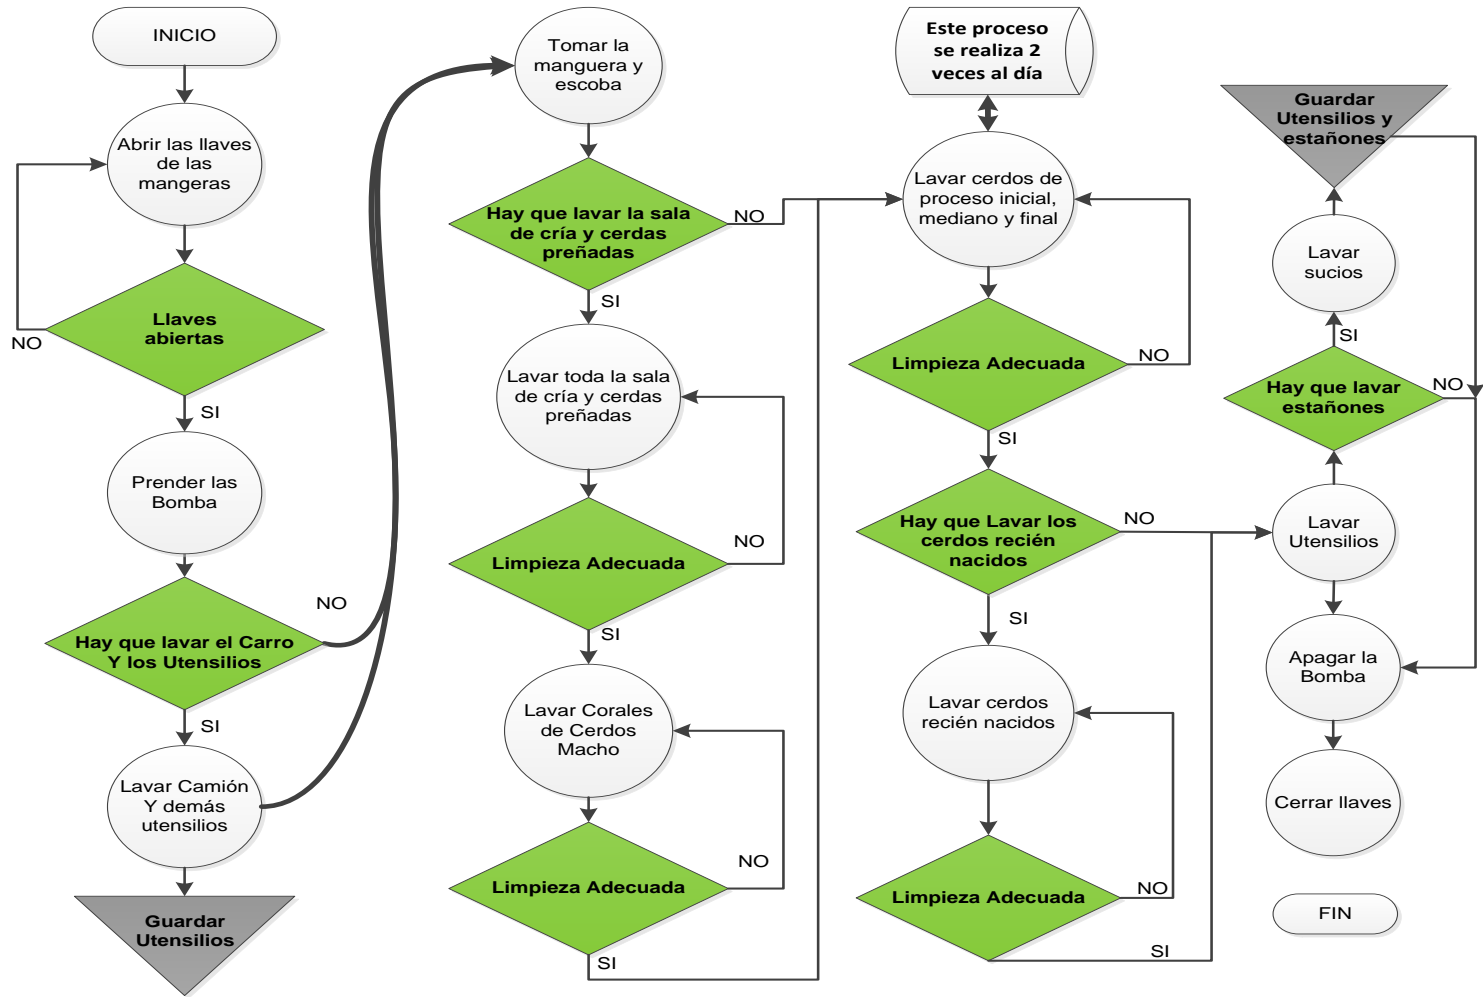 INICIO
Abrir las llaves
de las
mangeras
Llaves
abiertas
NO
SI
Prender las
Bomba
Hay que lavar el Carro
Y los Utensilios
NO
SI
Lavar Camión
Y demás
utensilios
Guardar
Utensilios
Tomar la
manguera y
escoba
Hay que lavar la sala
de cría y cerdas
preñadas
NO
SI
Lavar toda la sala
de cría y cerdas
preñadas
Limpieza Adecuada
NO
SI
Lavar Corales
de Cerdos
Macho
Limpieza Adecuada
NO
SI
Este proceso
se realiza 2
veces al día
Lavar cerdos de
proceso inicial,
mediano y final
Limpieza Adecuada
NO
SI
Hay que Lavar los
cerdos recién
nacidos
NO
SI
Lavar cerdos
recién nacidos
Limpieza Adecuada
NO
SI
Guardar
Utensilios y
estañones
Lavar
sucios
SI
Hay que lavar
estañones
NO
Lavar
Utensilios
Apagar la
Bomba
Cerrar llaves
FIN